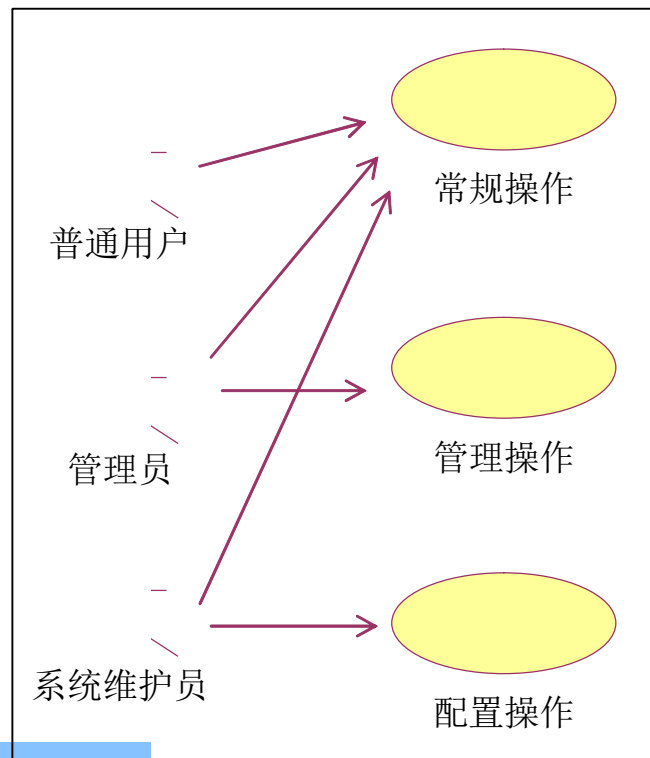 常规操作
普通用户
管理操作
管理员
系统维护员
配置操作